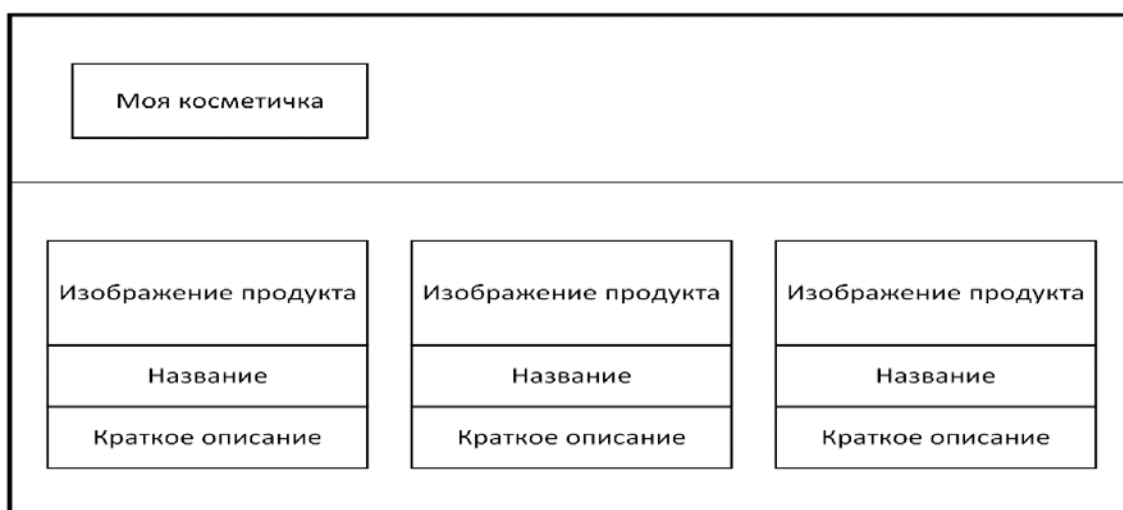 Моя косметичка
Изображение продукта
Изображение продукта
Изображение продукта
Название
Название
Название
Краткое описание
Краткое описание
Краткое описание